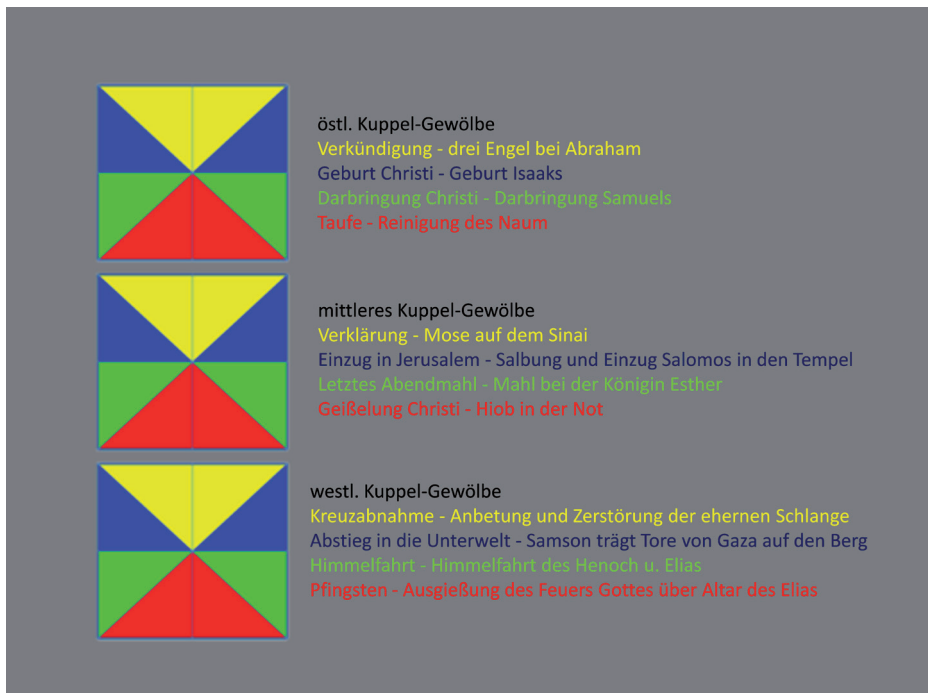 östl. Kuppel-Gewölbe
Verkündigung - drei Engel bei Abraham
Geburt Christi - Geburt Isaaks
Darbringung Christi - Darbringung Samuels
Taufe - Reinigung des Naum
mittleres Kuppel-Gewölbe
Verklärung - Mose auf dem Sinai
Einzug in Jerusalem - Salbung und Einzug Salomos in den Tempel
Letztes Abendmahl - Mahl bei der Königin Esther
Geißelung Christi - Hiob in der Not
westl. Kuppel-Gewölbe
Kreuzabnahme - Anbetung und Zerstörung der ehernen Schlange
Abstieg in die Unterwelt - Samson trägt Tore von Gaza auf den Berg
Himmelfahrt - Himmelfahrt des Henoch u. Elias
Pfingsten - Ausgießung des Feuers Gottes über Altar des Elias